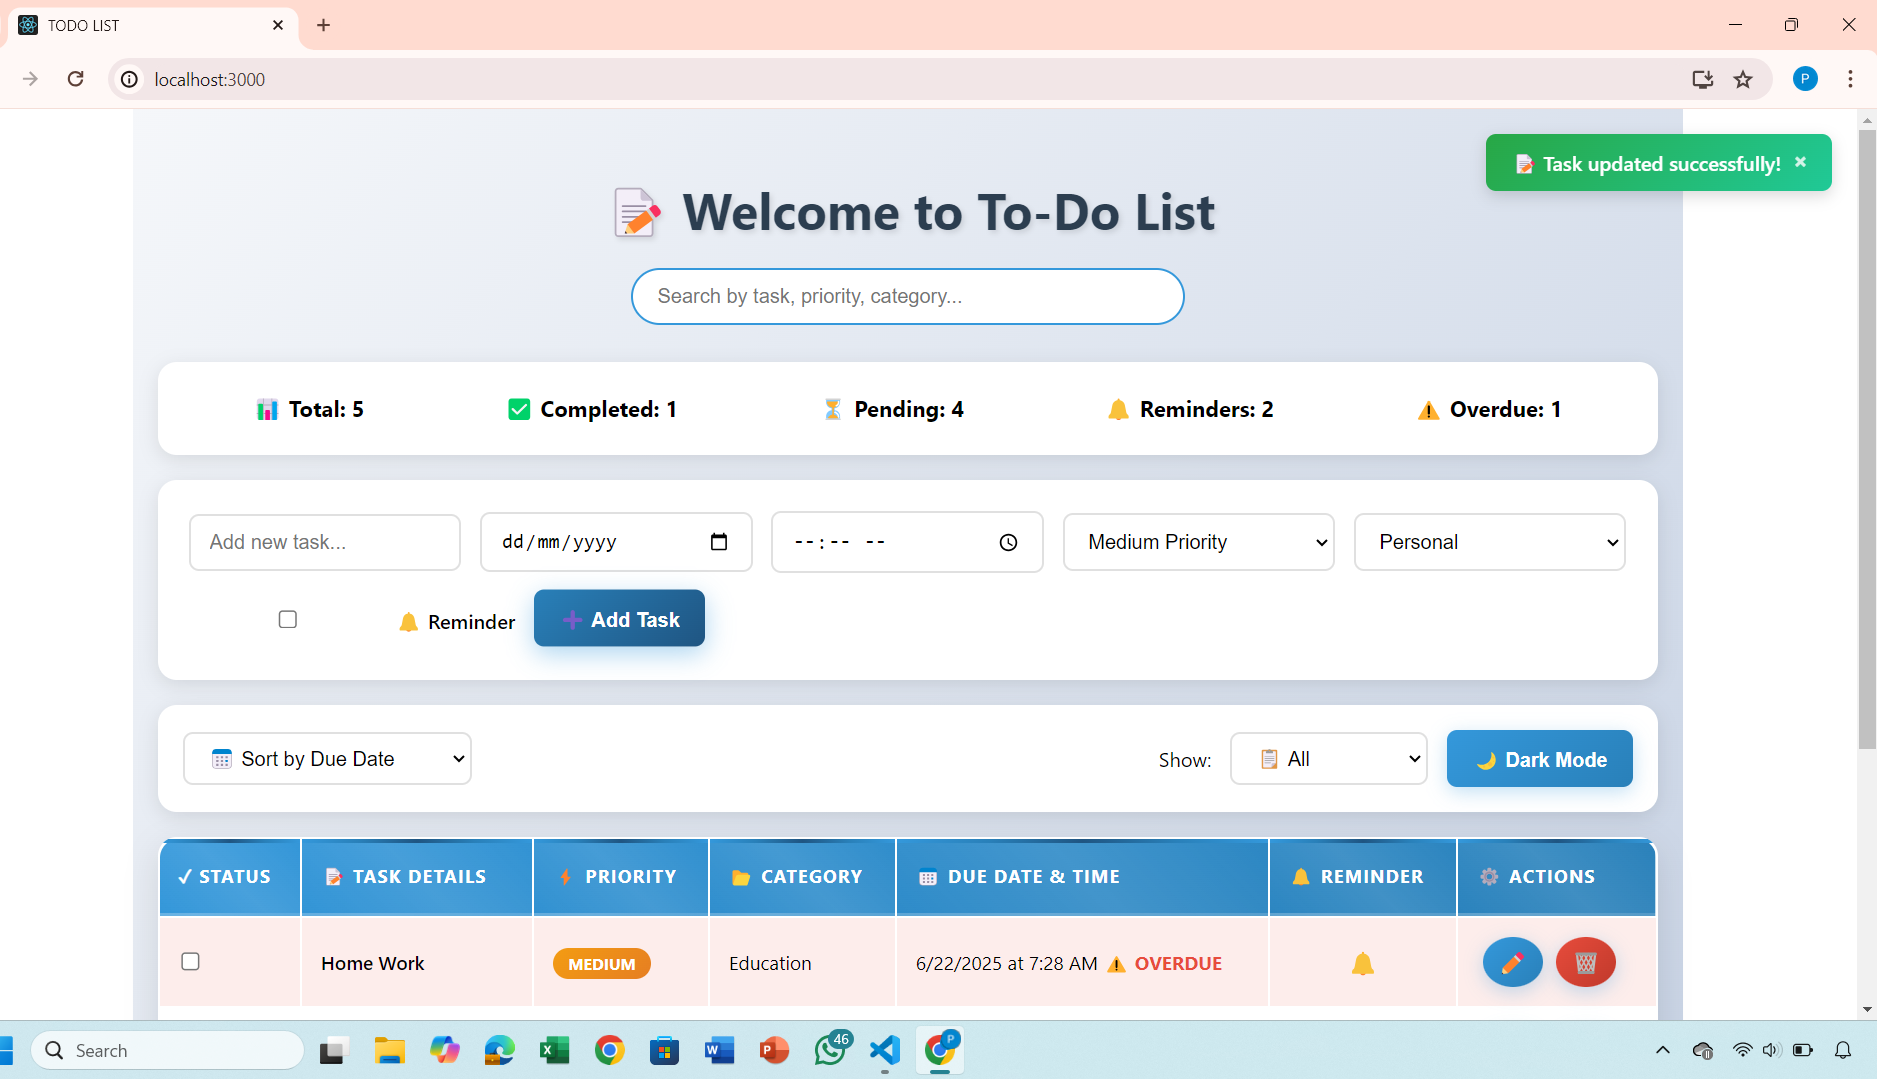 TODO LIST
localhost:3000
P
Task updated successfully! ×
Welcome to To-Do List
Search by task, priority, category...
Total: 5 Completed: 1 Pending: 4 Reminders: 2 Overdue: 1
Add new task... dd/mm/yyyy --:-- -- Medium Priority Personal
Reminder Add Task
Sort by Due Date Show: All Dark Mode
✓ STATUS TASK DETAILS PRIORITY CATEGORY DUE DATE & TIME REMINDER ACTIONS
Home Work MEDIUM Education 6/22/2025 at 7:28 AM OVERDUE
Search X W P 46 P